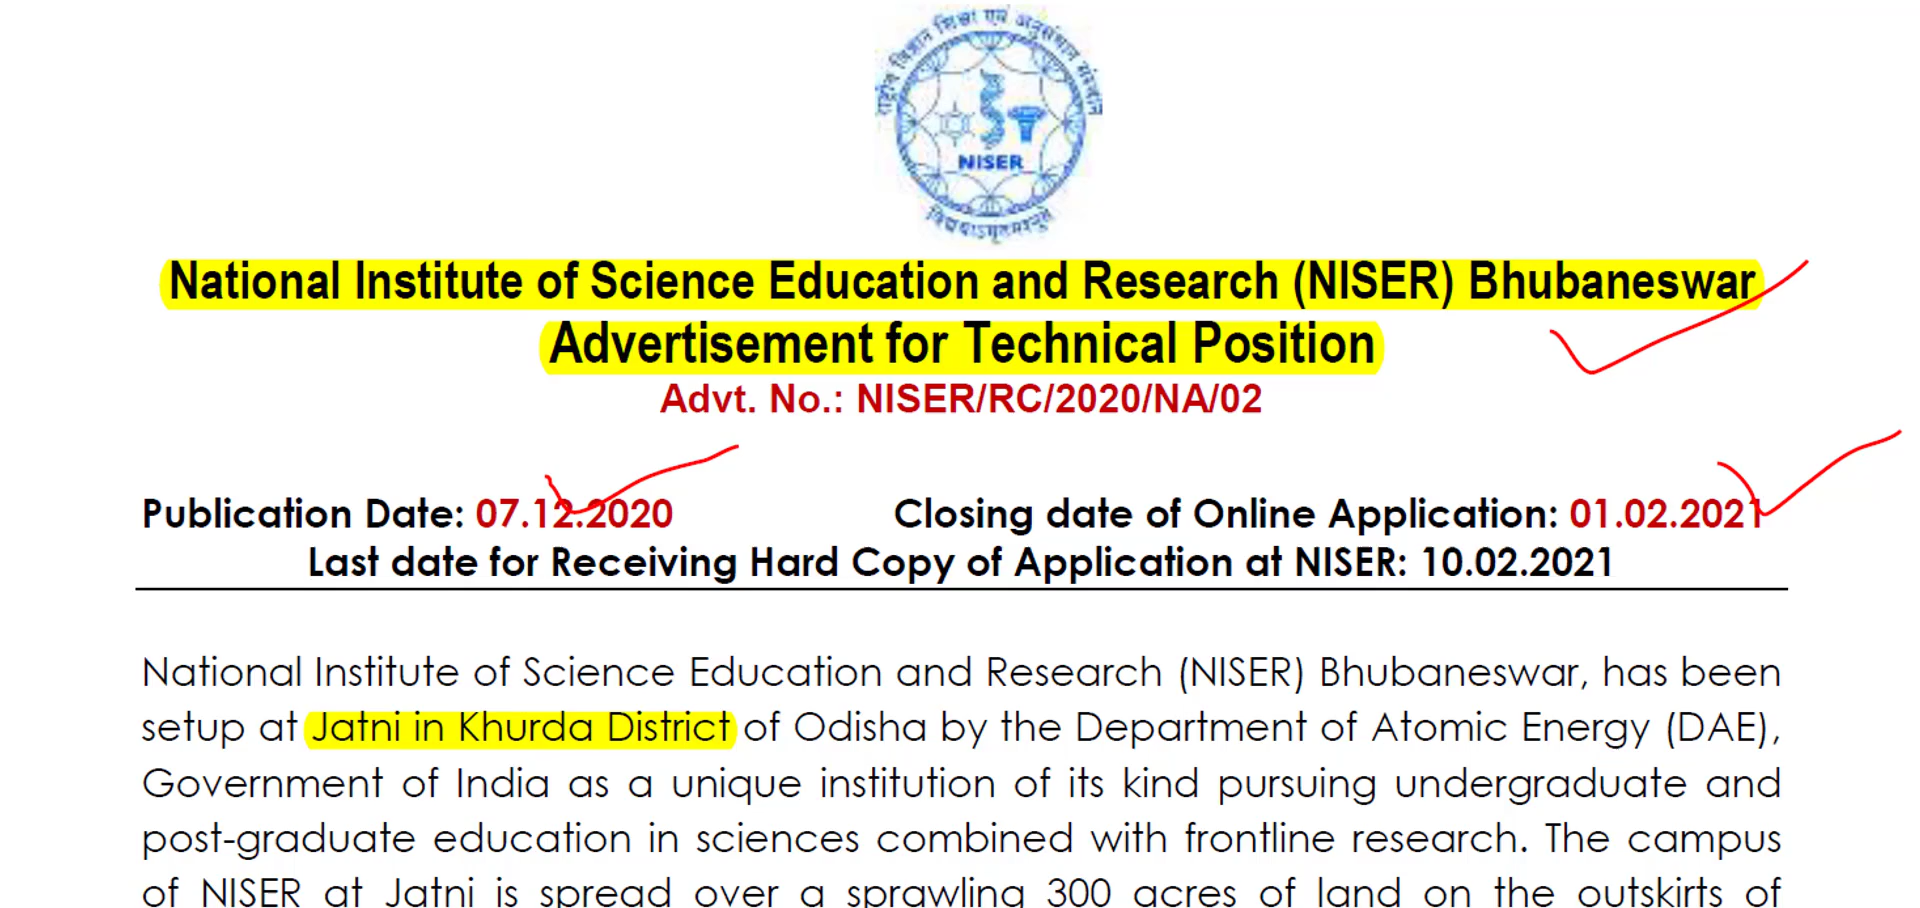 राष्ट्रीय विज्ञान शिक्षा एवं अनुसंधान संस्थान
NISER
National Institute of Science Education and Research (NISER) Bhubaneswar
Advertisement for Technical Position
Advt. No.: NISER/RC/2020/NA/02
Publication Date: 07.12.2020 Closing date of Online Application: 01.02.2021
Last date for Receiving Hard Copy of Application at NISER: 10.02.2021
National Institute of Science Education and Research (NISER) Bhubaneswar, has been
setup at Jatni in Khurda District of Odisha by the Department of Atomic Energy (DAE),
Government of India as a unique institution of its kind pursuing undergraduate and
post-graduate education in sciences combined with frontline research. The campus
of NISER at Jatni is spread over a sprawling 300 acres of land on the outskirts of